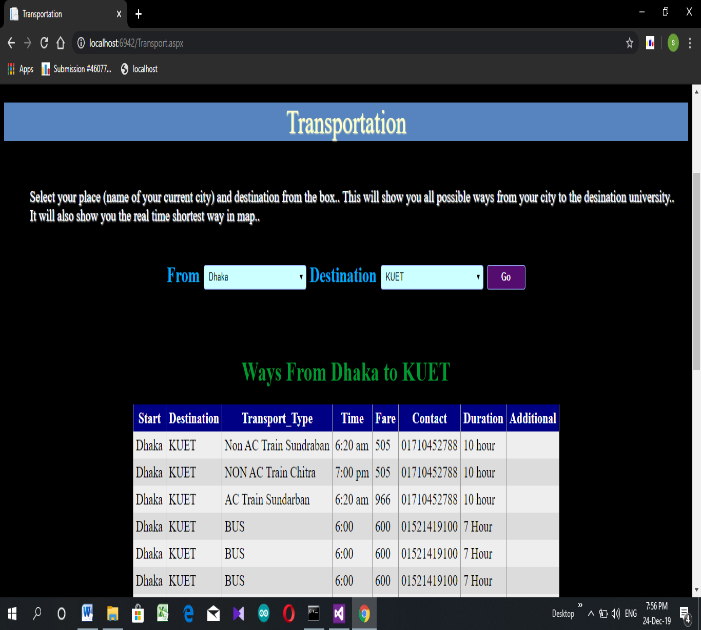 Transportation
localhost:6942/Transport.aspx
Apps Submission #46077... localhost
Transportation
Select your place (name of your current city) and destination from the box.. This will show you all possible ways from your city to the desination university..
It will also show you the real time shortest way in map..
From Dhaka Destination KUET Go
Ways From Dhaka to KUET
Start Destination Transport_Type Time Fare Contact Duration Additional
Dhaka KUET Non AC Train Sundraban 6:20 am 505 01710452788 10 hour
Dhaka KUET NON AC Train Chitra 7:00 pm 505 01710452788 10 hour
Dhaka KUET AC Train Sundarban 6:20 am 966 01710452788 10 hour
Dhaka KUET BUS 6:00 600 01521419100 7 Hour
Dhaka KUET BUS 6:00 600 01521419100 7 Hour
Dhaka KUET BUS 6:00 600 01521419100 7 Hour
Desktop ENG 7:56 PM
24-Dec-19 4